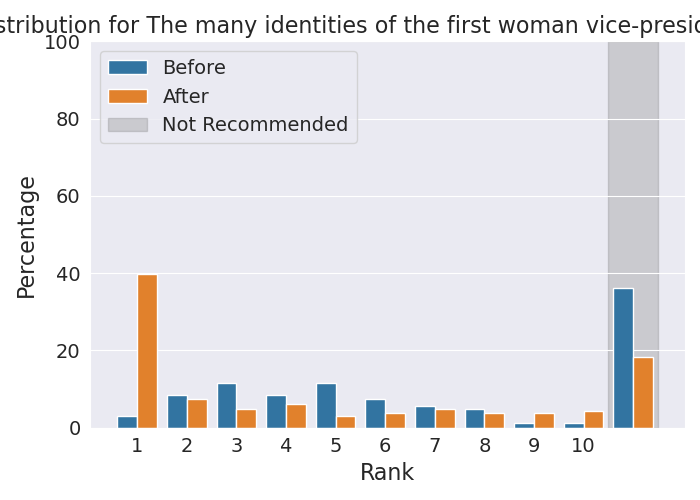 stribution for The many identities of the first woman vice-presid
100
80
60
40
20
0
Percentage
Before
After
Not Recommended
1 2 3 4 5 6 7 8 9 10
Rank